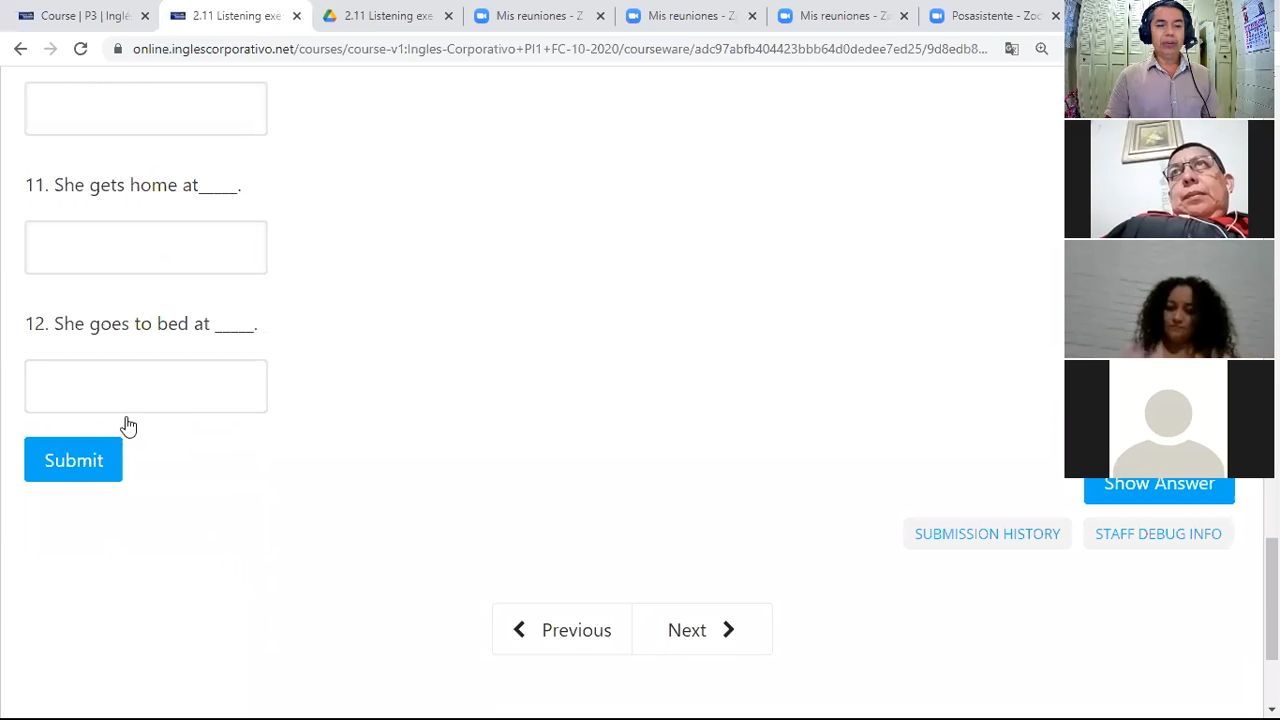 Course | P3 | Inglé
2.11 Listening exe
2.11 Listening exe
Mis reuniones - Z
Mis reuniones - Z
Mis reuniones - Z
Posasistente - Zoo
online.inglescorporativo.net/courses/course-v1:Ingles-Corporativo+PI1+FC-10-2020/courseware/adc97abfb404423bbb64d0dedee7ed25/9d8edb8...
11. She gets home at_____.
12. She goes to bed at _____.
Submit
Show Answer
SUBMISSION HISTORY
STAFF DEBUG INFO
Previous
Next